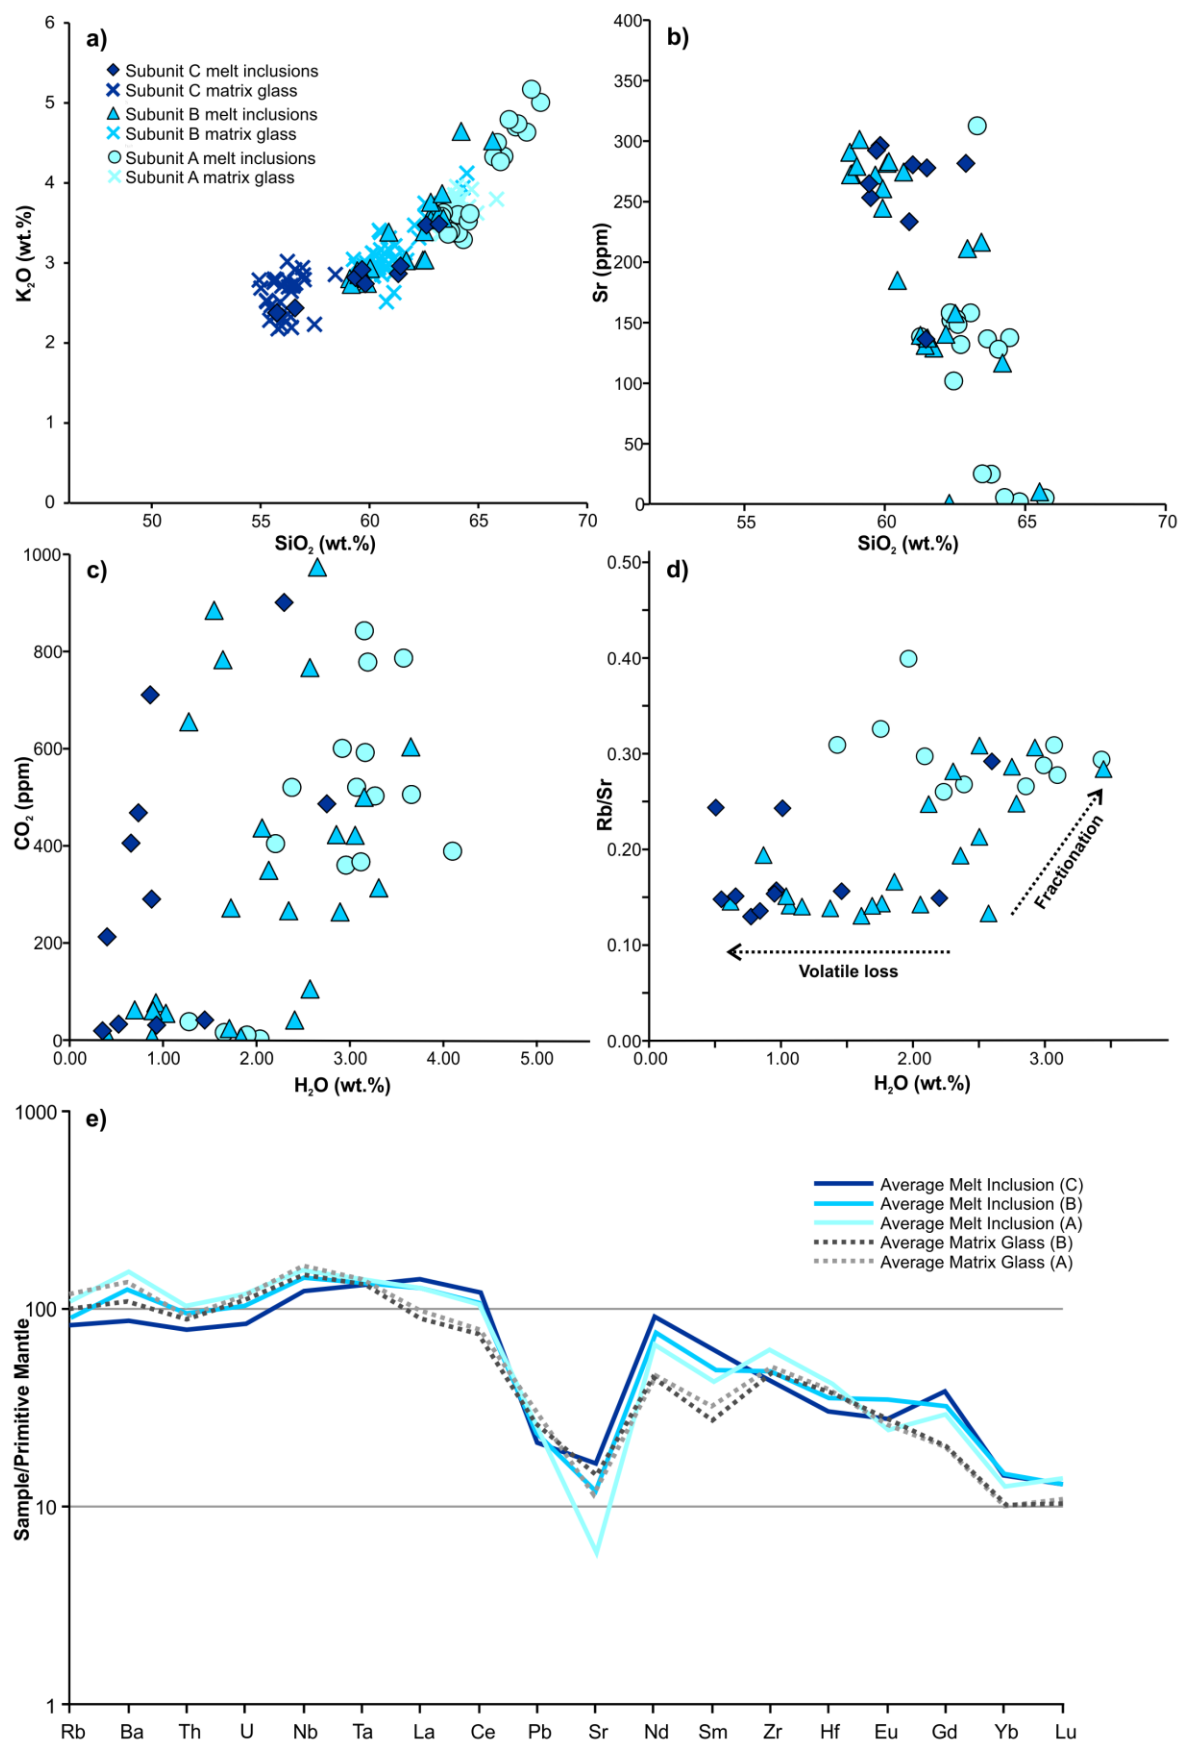 a)
6
5
4
3
2
1
0
K₂O (wt.%)
Subunit C melt inclusions
Subunit C matrix glass
Subunit B melt inclusions
Subunit B matrix glass
Subunit A melt inclusions
Subunit A matrix glass
50
55
60
65
70
SiO₂ (wt.%)
b)
400
350
300
250
200
150
100
50
0
Sr (ppm)
55
60
65
70
SiO₂ (wt.%)
c)
1000
800
600
400
200
0
CO₂ (ppm)
0.00
1.00
2.00
3.00
4.00
5.00
H₂O (wt.%)
d)
0.50
0.40
0.30
0.20
0.10
0.00
Rb/Sr
Fractionation
Volatile loss
0.00
1.00
2.00
3.00
H₂O (wt.%)
e)
1000
100
10
1
Sample/Primitive Mantle
Average Melt Inclusion (C)
Average Melt Inclusion (B)
Average Melt Inclusion (A)
Average Matrix Glass (B)
Average Matrix Glass (A)
Rb Ba Th U Nb Ta La Ce Pb Sr Nd Sm Zr Hf Eu Gd Yb Lu